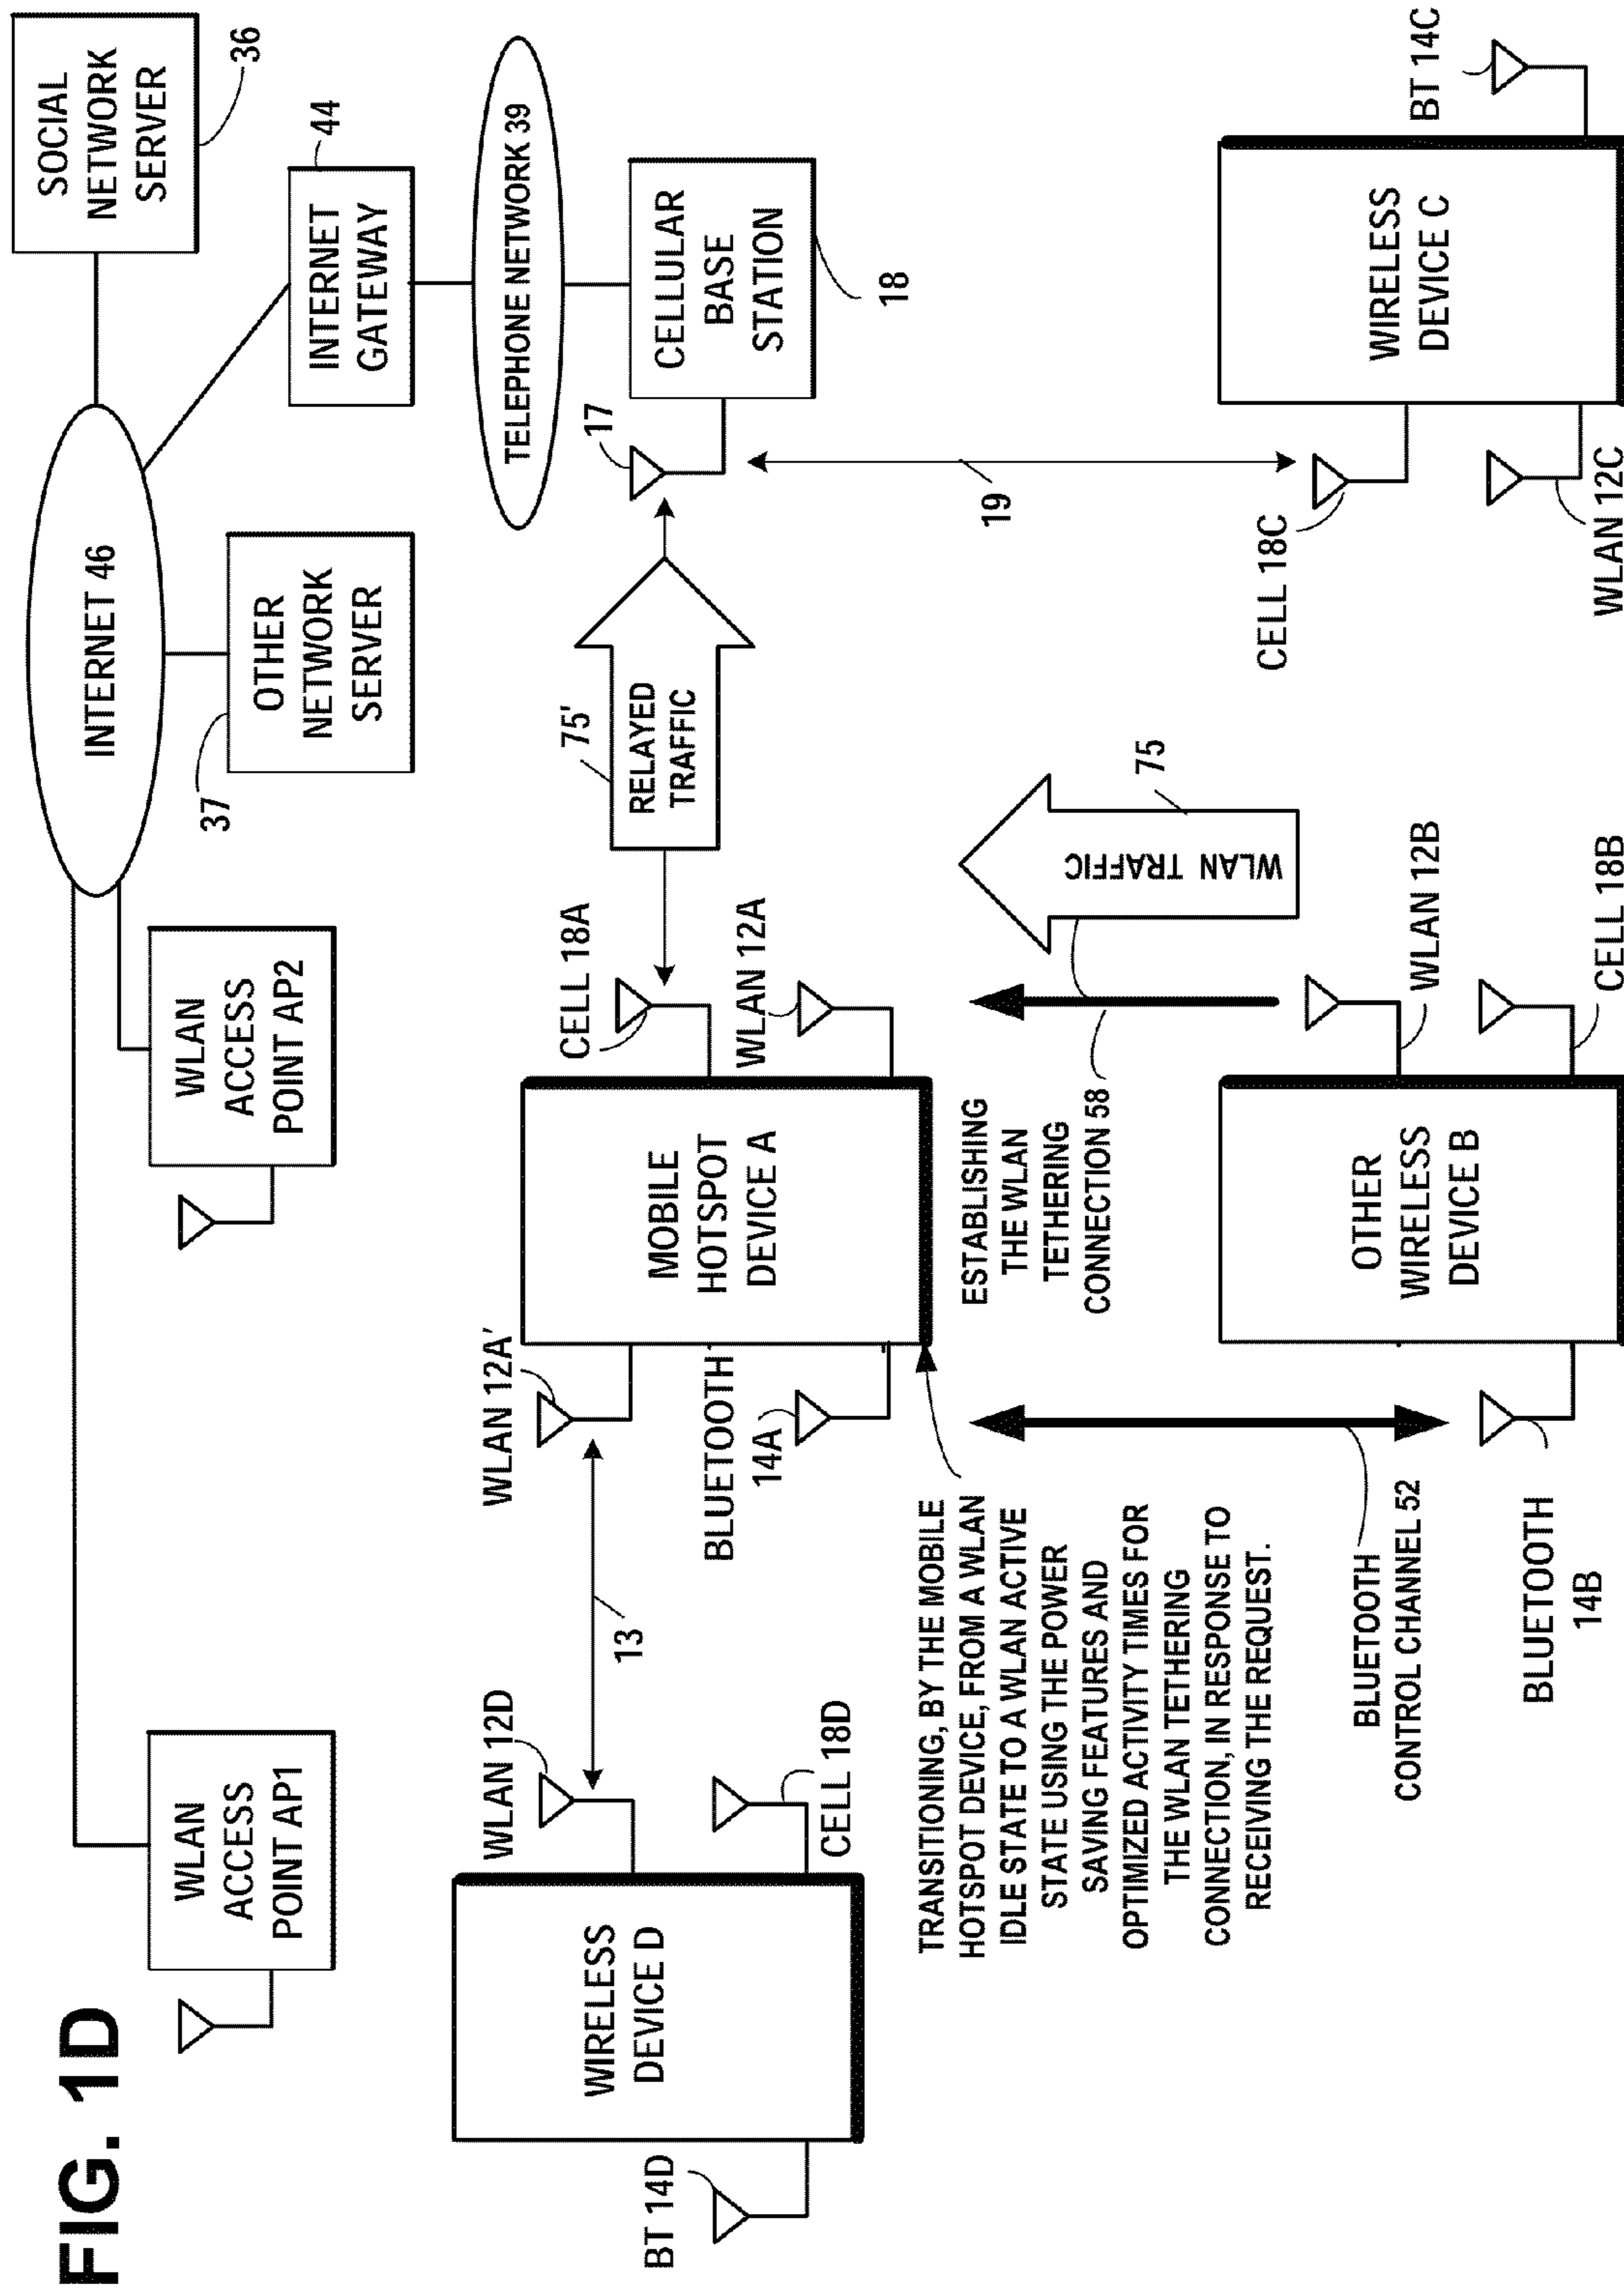 FIG. 1D
SOCIAL
NETWORK
SERVER
36
INTERNET 46
WLAN
ACCESS
POINT AP1
WLAN
ACCESS
POINT AP2
OTHER
NETWORK
SERVER
37
INTERNET
GATEWAY
44
TELEPHONE NETWORK 39
CELLULAR
BASE
STATION
17
18
WIRELESS
DEVICE D
BT 14D
WLAN 12D
CELL 18D
13
WLAN 12A'
BLUETOOTH
14A
MOBILE
HOTSPOT
DEVICE A
CELL 18A
WLAN 12A
75'
RELAYED
TRAFFIC
19
TRANSITIONING, BY THE MOBILE
HOTSPOT DEVICE, FROM A WLAN
IDLE STATE TO A WLAN ACTIVE
STATE USING THE POWER
SAVING FEATURES AND
OPTIMIZED ACTIVITY TIMES FOR
THE WLAN TETHERING
CONNECTION, IN RESPONSE TO
RECEIVING THE REQUEST.
ESTABLISHING
THE WLAN
TETHERING
CONNECTION 58
WLAN TRAFFIC
75
BLUETOOTH
CONTROL CHANNEL 52
BLUETOOTH
14B
OTHER
WIRELESS
DEVICE B
WLAN 12B
CELL 18B
CELL 18C
WLAN 12C
WIRELESS
DEVICE C
BT 14C